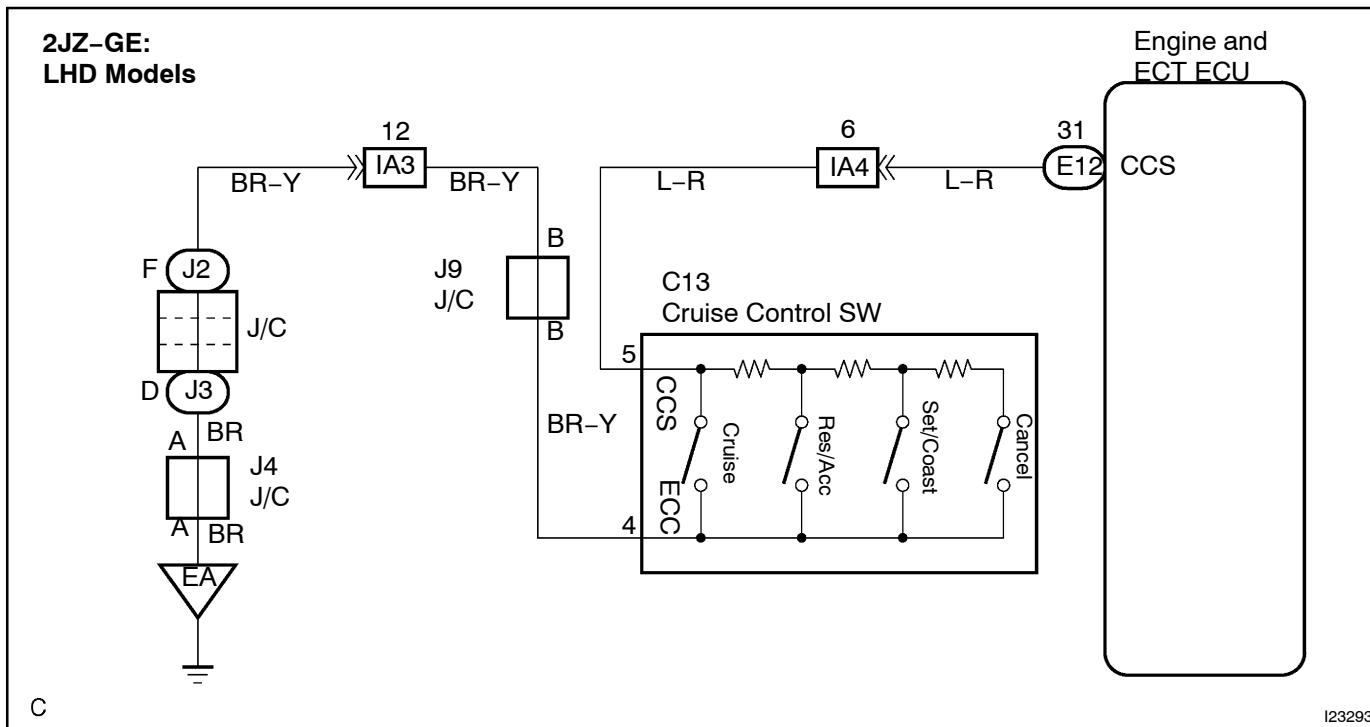 2JZ–GE:
LHD Models
Engine and
ECT ECU
12
IA3
BR–Y
BR–Y
6
IA4
L–R
L–R
31
E12
CCS
F
J2
J/C
D
J3
A
BR
J4
J/C
A
BR
EA
B
J9
J/C
B
BR–Y
C13
Cruise Control SW
5
CCS
ECC
4
Cruise
Res/Acc
Set/Coast
Cancel
C
I23293